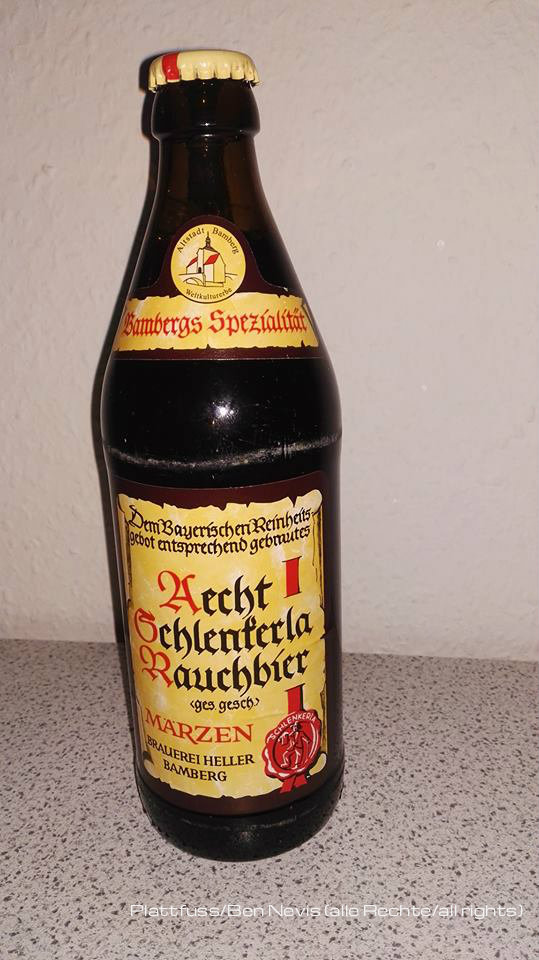 Altstadt Bamberg
Weltkulturerbe
Bambergs Spezialität
Dem Bayerischen Reinheits-
gebot entsprechend gebrautes
Aecht
Schlenkerla
Rauchbier
‹ges. gesch.›
MÄRZEN
BRAUEREI HELLER
BAMBERG
SCHLENKERLA
Plattfuss/Ben Nevis (alle Rechte/all rights)